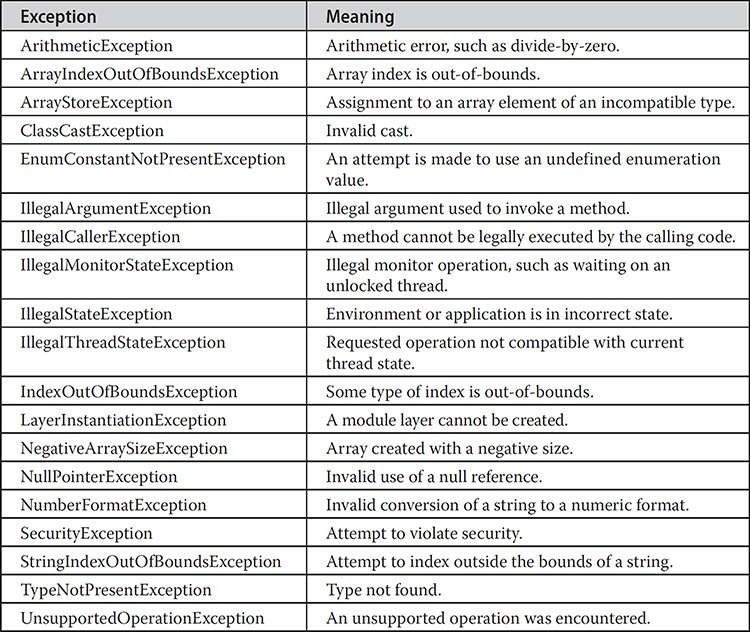 Exception Meaning
ArithmeticException Arithmetic error, such as divide-by-zero.
ArrayIndexOutOfBoundsException Array index is out-of-bounds.
ArrayStoreException Assignment to an array element of an incompatible type.
ClassCastException Invalid cast.
EnumConstantNotPresentException An attempt is made to use an undefined enumeration
value.
IllegalArgumentException Illegal argument used to invoke a method.
IllegalCallerException A method cannot be legally executed by the calling code.
IllegalMonitorStateException Illegal monitor operation, such as waiting on an
unlocked thread.
IllegalStateException Environment or application is in incorrect state.
IllegalThreadStateException Requested operation not compatible with current
thread state.
IndexOutOfBoundsException Some type of index is out-of-bounds.
LayerInstantiationException A module layer cannot be created.
NegativeArraySizeException Array created with a negative size.
NullPointerException Invalid use of a null reference.
NumberFormatException Invalid conversion of a string to a numeric format.
SecurityException Attempt to violate security.
StringIndexOutOfBoundsException Attempt to index outside the bounds of a string.
TypeNotPresentException Type not found.
UnsupportedOperationException An unsupported operation was encountered.